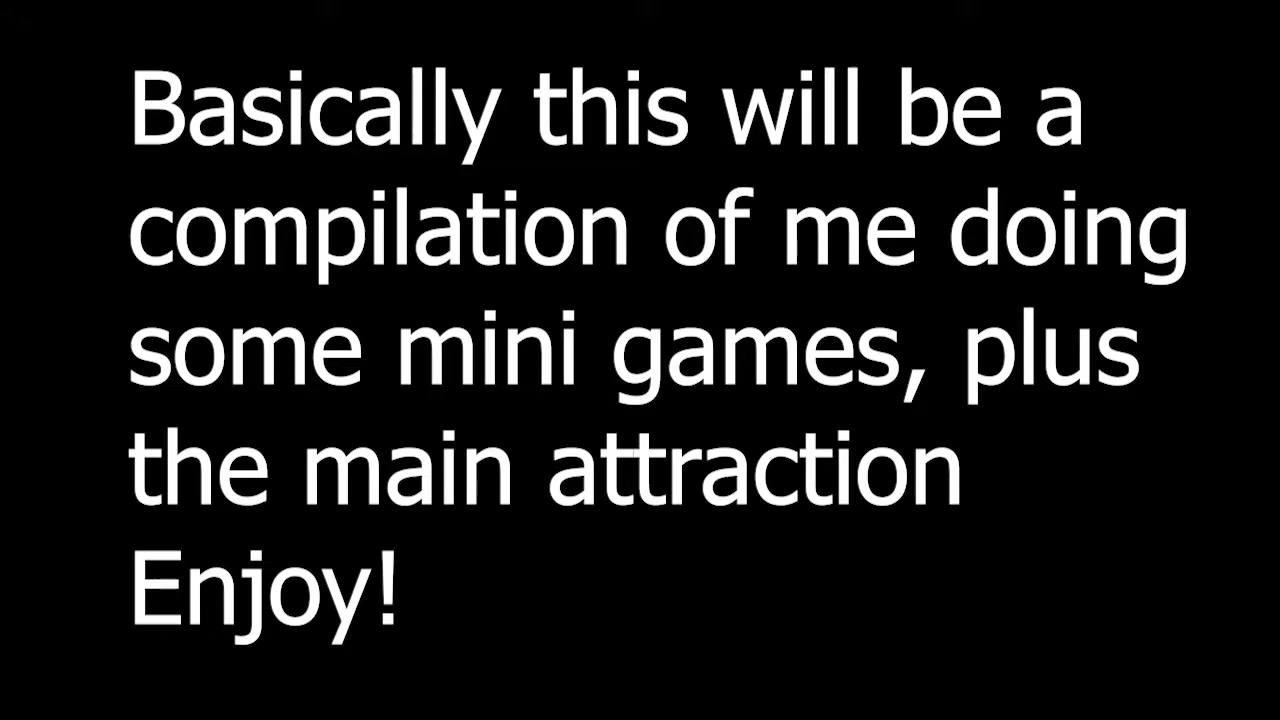 Basically this will be a
compilation of me doing
some mini games, plus
the main attraction
Enjoy!